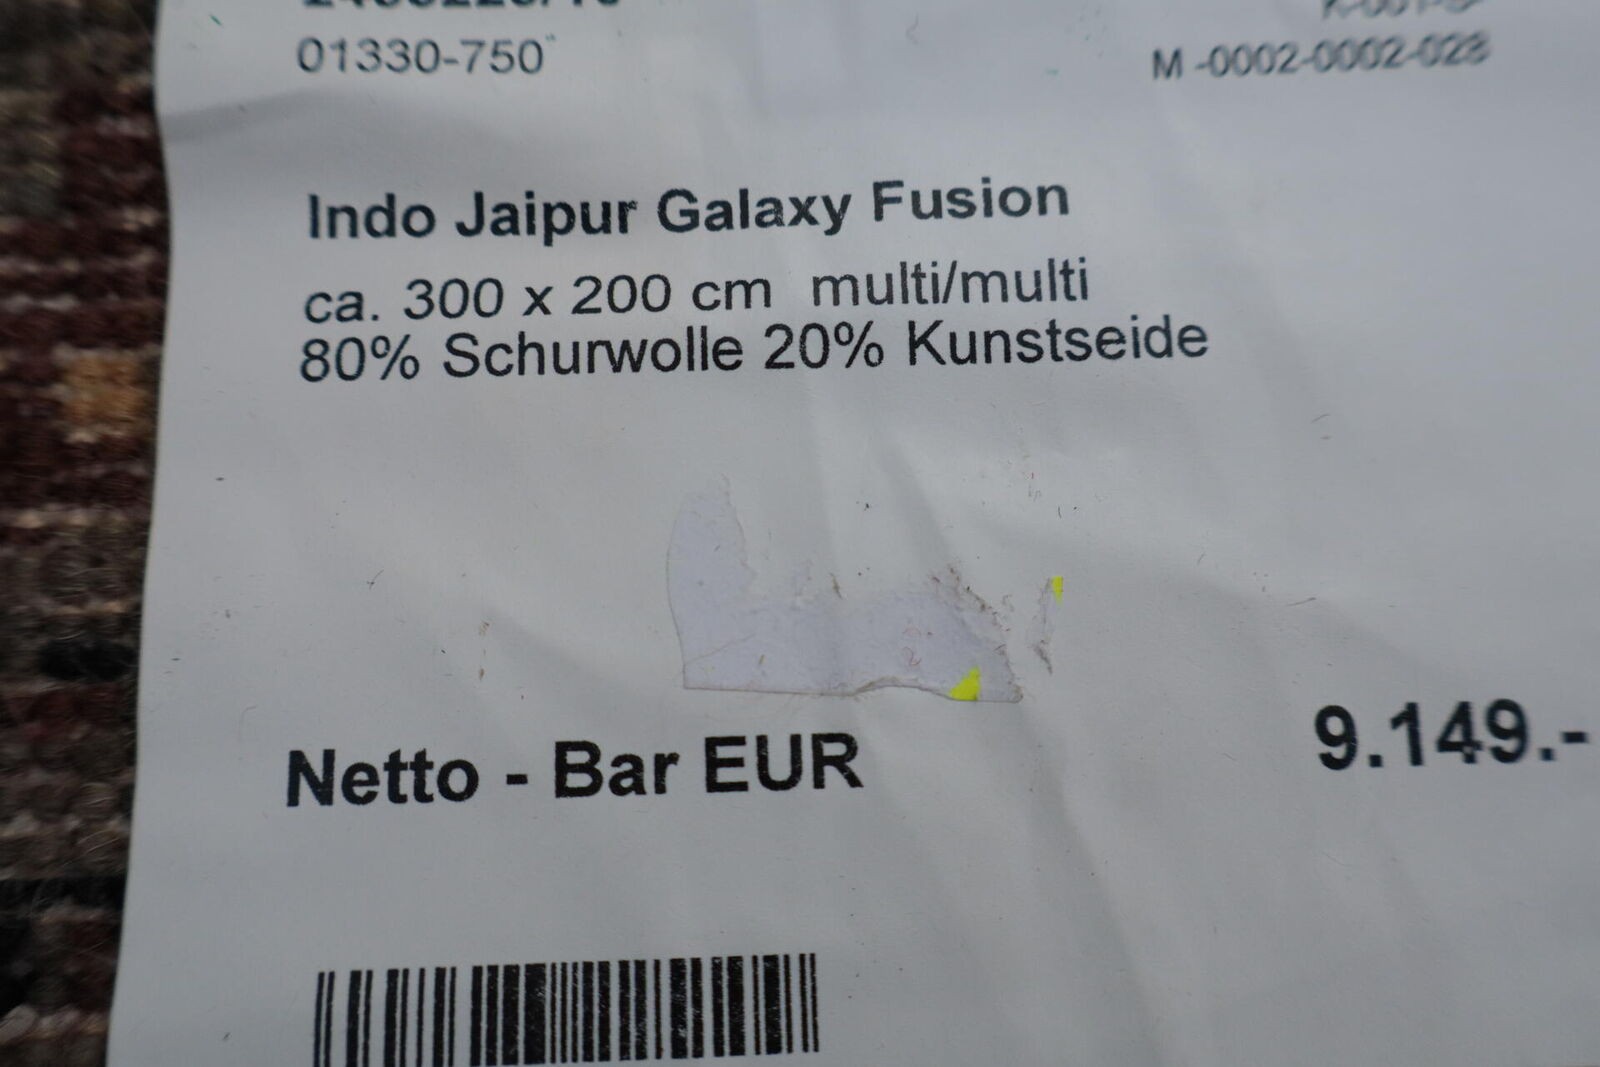 01330-750
M -0002-0002-028
Indo Jaipur Galaxy Fusion
ca. 300 x 200 cm multi/multi
80% Schurwolle 20% Kunstseide
Netto - Bar EUR 9.149.-